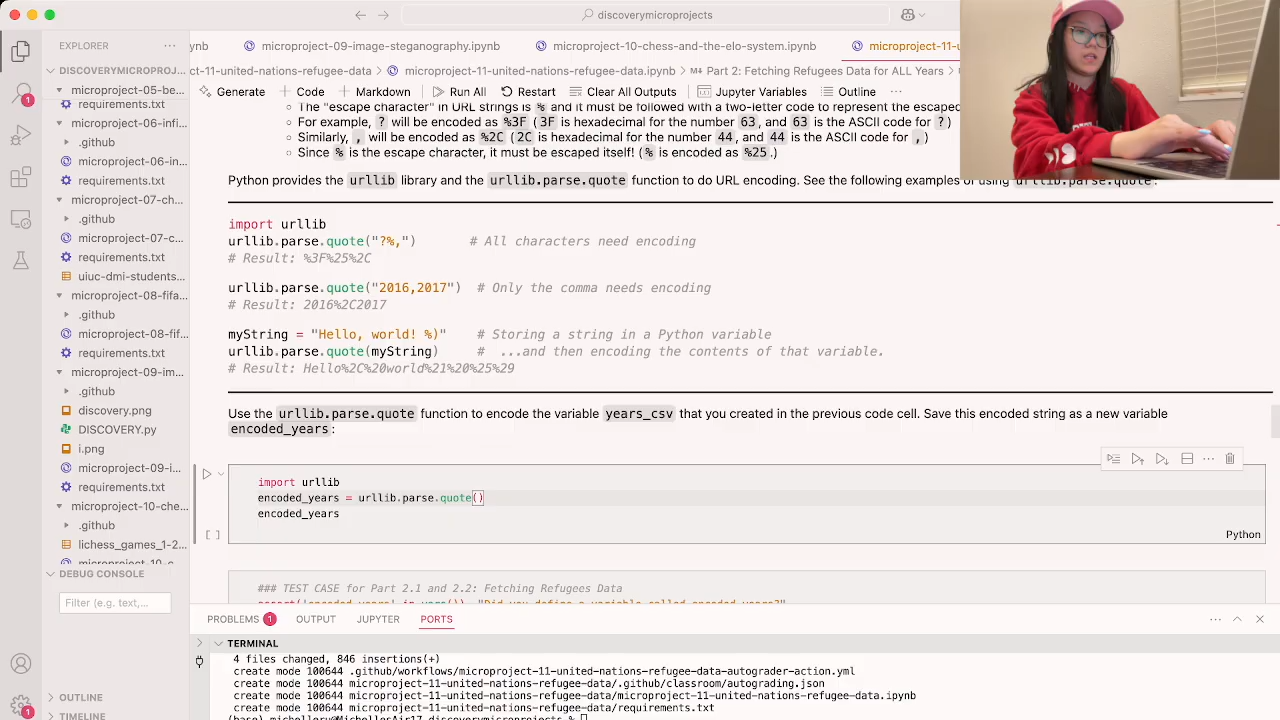 discoverymicroprojects
EXPLORER
ynb
microproject-09-image-steganography.ipynb
microproject-10-chess-and-the-elo-system.ipynb
microproject-11-u
DISCOVERYMICROPROJ...
ct-11-united-nations-refugee-data
microproject-11-united-nations-refugee-data.ipynb
Part 2: Fetching Refugees Data for ALL Years
Generate
Code
Markdown
Run All
Restart
Clear All Outputs
Jupyter Variables
Outline
microproject-05-be...
requirements.txt
microproject-06-infi...
.github
microproject-06-in...
requirements.txt
microproject-07-ch...
.github
microproject-07-c...
requirements.txt
uiuc-dmi-students...
microproject-08-fifa...
.github
microproject-08-fif...
requirements.txt
microproject-09-im...
.github
discovery.png
DISCOVERY.py
i.png
microproject-09-i...
requirements.txt
microproject-10-che...
.github
lichess_games_1-2...
microproject-10-c...
DEBUG CONSOLE
Filter (e.g. text,...
OUTLINE
TIMELINE
1
1
The "escape character" in URL strings is % and it must be followed with a two-letter code to represent the escaped
For example, ? will be encoded as %3F (3F is hexadecimal for the number 63, and 63 is the ASCII code for ?)
Similarly, , will be encoded as %2C (2C is hexadecimal for the number 44, and 44 is the ASCII code for ,)
Since % is the escape character, it must be escaped itself! (% is encoded as %25.)
Python provides the urllib library and the urllib.parse.quote function to do URL encoding. See the following examples of using urllib.parse.quote:
import urllib
urllib.parse.quote("?%,") # All characters need encoding
# Result: %3F%25%2C
urllib.parse.quote("2016,2017") # Only the comma needs encoding
# Result: 2016%2C2017
myString = "Hello, world! %)" # Storing a string in a Python variable
urllib.parse.quote(myString) # ...and then encoding the contents of that variable.
# Result: Hello%2C%20world%21%20%25%29
Use the urllib.parse.quote function to encode the variable years_csv that you created in the previous code cell. Save this encoded string as a new variable
encoded_years:
import urllib
encoded_years = urllib.parse.quote()
encoded_years
[ ]
Python
### TEST CASE for Part 2.1 and 2.2: Fetching Refugees Data
assert('encoded_years' in vars()), "Did you define a variable called encoded_years?"
PROBLEMS 1
OUTPUT
JUPYTER
PORTS
TERMINAL
4 files changed, 846 insertions(+)
create mode 100644 .github/workflows/microproject-11-united-nations-refugee-data-autograder-action.yml
create mode 100644 microproject-11-united-nations-refugee-data/.github/classroom/autograding.json
create mode 100644 microproject-11-united-nations-refugee-data/microproject-11-united-nations-refugee-data.ipynb
create mode 100644 microproject-11-united-nations-refugee-data/requirements.txt